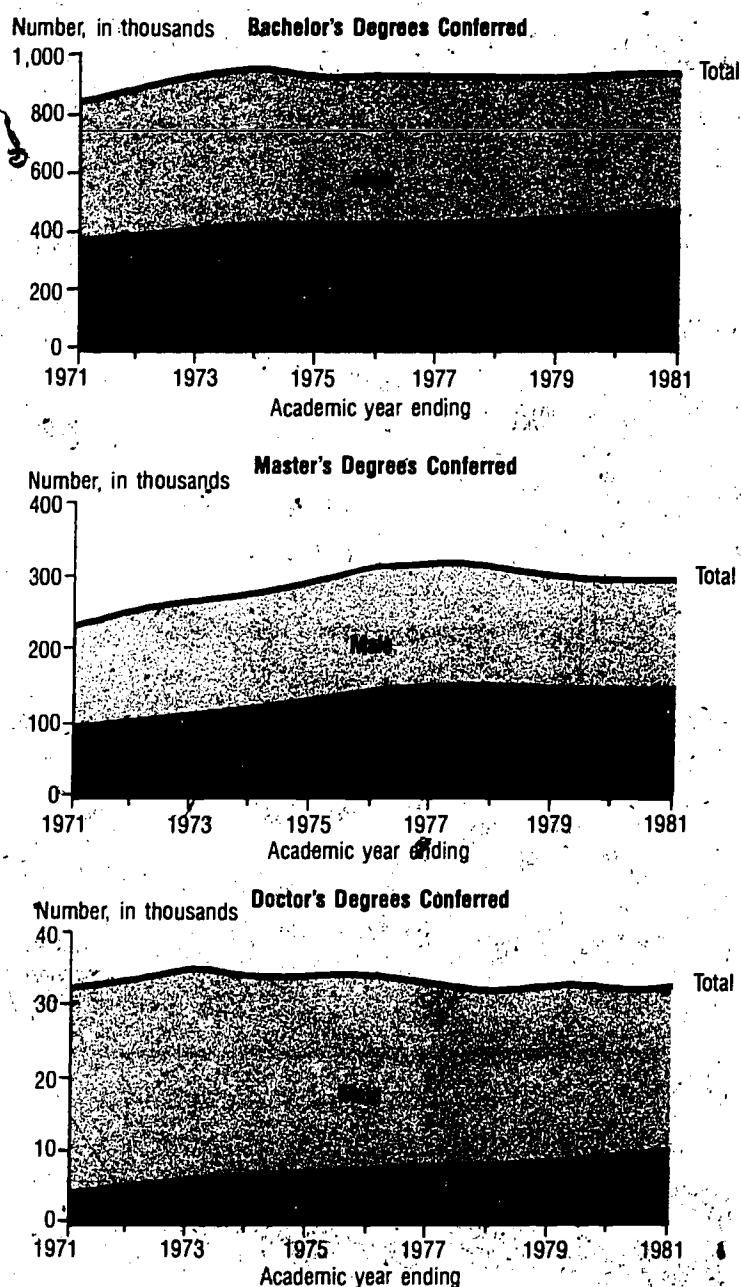 Number, in thousands Bachelor's Degrees Conferred
1,000
Total
800
600
Male
400
200
0
1971 1973 1975 1977 1979 1981
Academic year ending
Master's Degrees Conferred
Number, in thousands
400
300
Total
200
Male
100
0
1971 1973 1975 1977 1979 1981
Academic year ending
Doctor's Degrees Conferred
Number, in thousands
40
Total
30
20
Male
10
0
1971 1973 1975 1977 1979 1981
Academic year ending